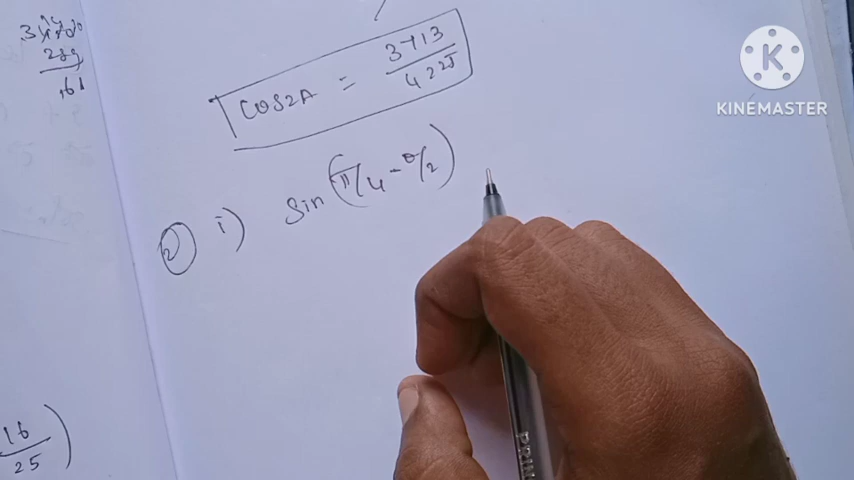 K
KINEMASTER
COS2A = 3713/4225
2) i) Sin (π/4 - θ/2)
16/25)